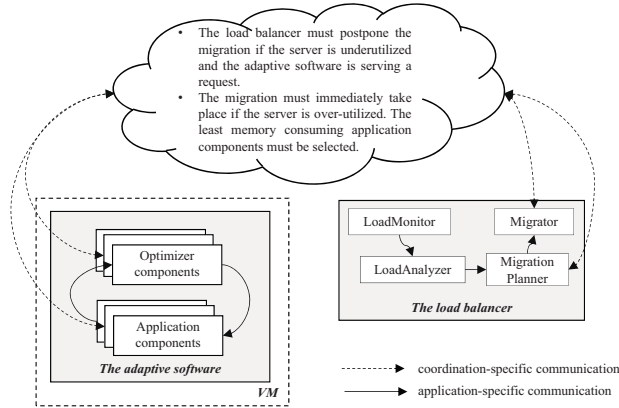 • The load balancer must postpone the
migration if the server is underutilized
and the adaptive software is serving a
request.
• The migration must immediately take
place if the server is over-utilized. The
least memory consuming application
components must be selected.
Optimizer
components
Application
components
The adaptive software
VM
LoadMonitor
Migrator
LoadAnalyzer
Migration
Planner
The load balancer
coordination-specific communication
application-specific communication